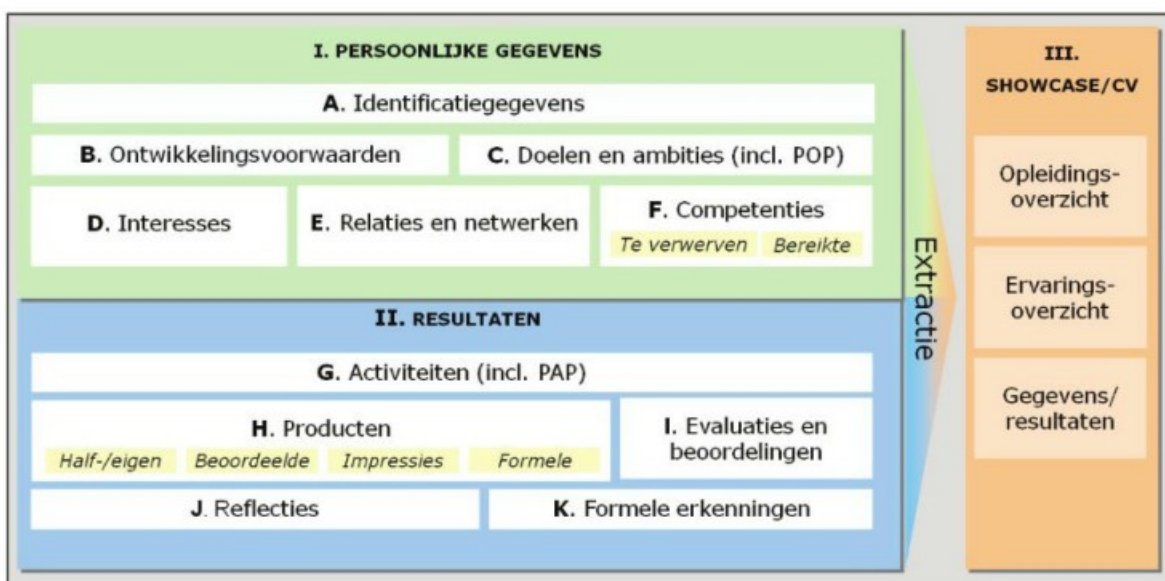 I. PERSOONLIJKE GEGEVENS
A. Identificatiegegevens
B. Ontwikkelingsvoorwaarden
C. Doelen en ambities (incl. POP)
D. Interesses
E. Relaties en netwerken
F. Competenties
Te verwerven
Bereikte
II. RESULTATEN
G. Activiteiten (incl. PAP)
H. Producten
Half-/eigen
Beoordeelde
Impressies
Formele
I. Evaluaties en
beoordelingen
J. Reflecties
K. Formele erkenningen
Extractie
III.
SHOWCASE/CV
Opleidings-
overzicht
Ervarings-
overzicht
Gegevens/
resultaten